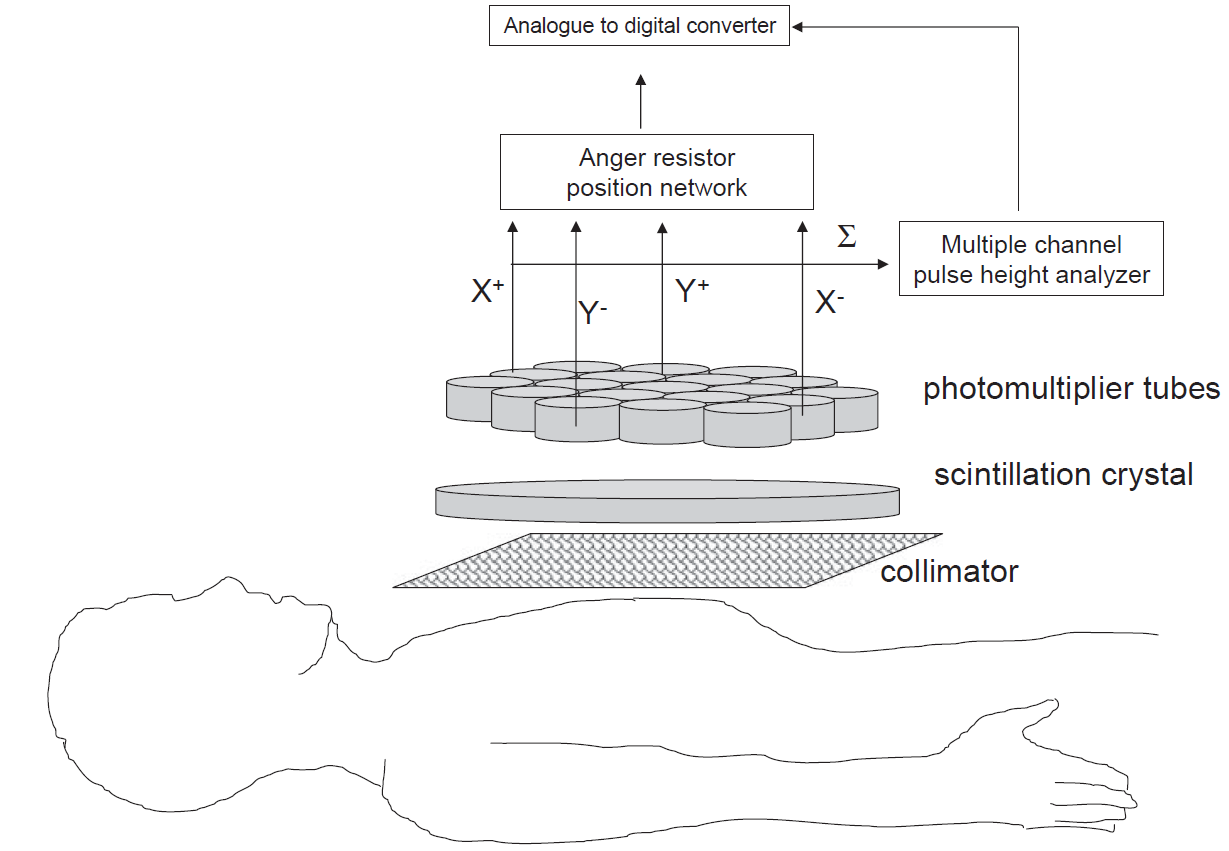 Analogue to digital converter
Anger resistor
position network
Σ
Multiple channel
pulse height analyzer
X⁺
Y⁻
Y⁺
X⁻
photomultiplier tubes
scintillation crystal
collimator